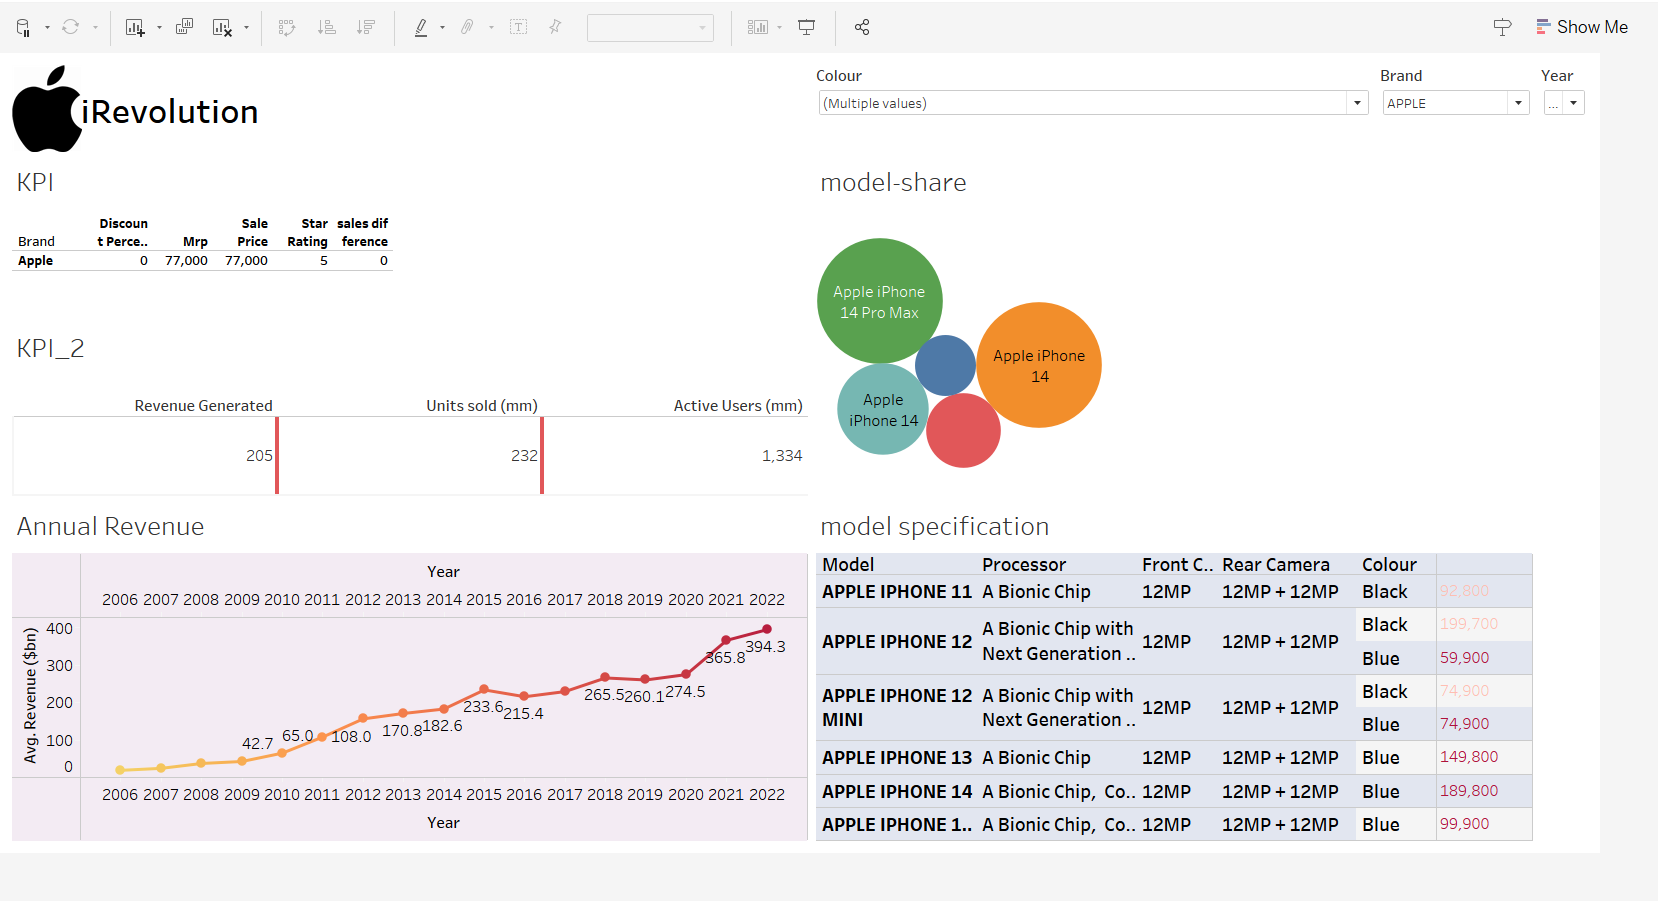 Show Me
iRevolution
Colour
Brand
Year
(Multiple values)
APPLE
...
KPI
Brand
Discoun
t Perce..
Mrp
Sale
Price
Star
Rating
sales dif
ference
Apple 0 77,000 77,000 5 0
KPI_2
Revenue Generated
Units sold (mm)
Active Users (mm)
205
232
1,334
model-share
Apple iPhone
14 Pro Max
Apple iPhone
14
Apple
iPhone 14
Annual Revenue
Year
2006 2007 2008 2009 2010 2011 2012 2013 2014 2015 2016 2017 2018 2019 2020 2021 2022
Avg. Revenue ($bn)
400
300
200
100
0
42.7
65.0
108.0
170.8
182.6
233.6
215.4
265.5
260.1
274.5
365.8
394.3
2006 2007 2008 2009 2010 2011 2012 2013 2014 2015 2016 2017 2018 2019 2020 2021 2022
Year
model specification
Model Processor Front C.. Rear Camera Colour
APPLE IPHONE 11 A Bionic Chip 12MP 12MP + 12MP Black 92,800
APPLE IPHONE 12
A Bionic Chip with
Next Generation ..
12MP
12MP + 12MP
Black 199,700
Blue 59,900
APPLE IPHONE 12
MINI
A Bionic Chip with
Next Generation ..
12MP
12MP + 12MP
Black 74,900
Blue 74,900
APPLE IPHONE 13 A Bionic Chip 12MP 12MP + 12MP Blue 149,800
APPLE IPHONE 14 A Bionic Chip, Co.. 12MP 12MP + 12MP Blue 189,800
APPLE IPHONE 1.. A Bionic Chip, Co.. 12MP 12MP + 12MP Blue 99,900